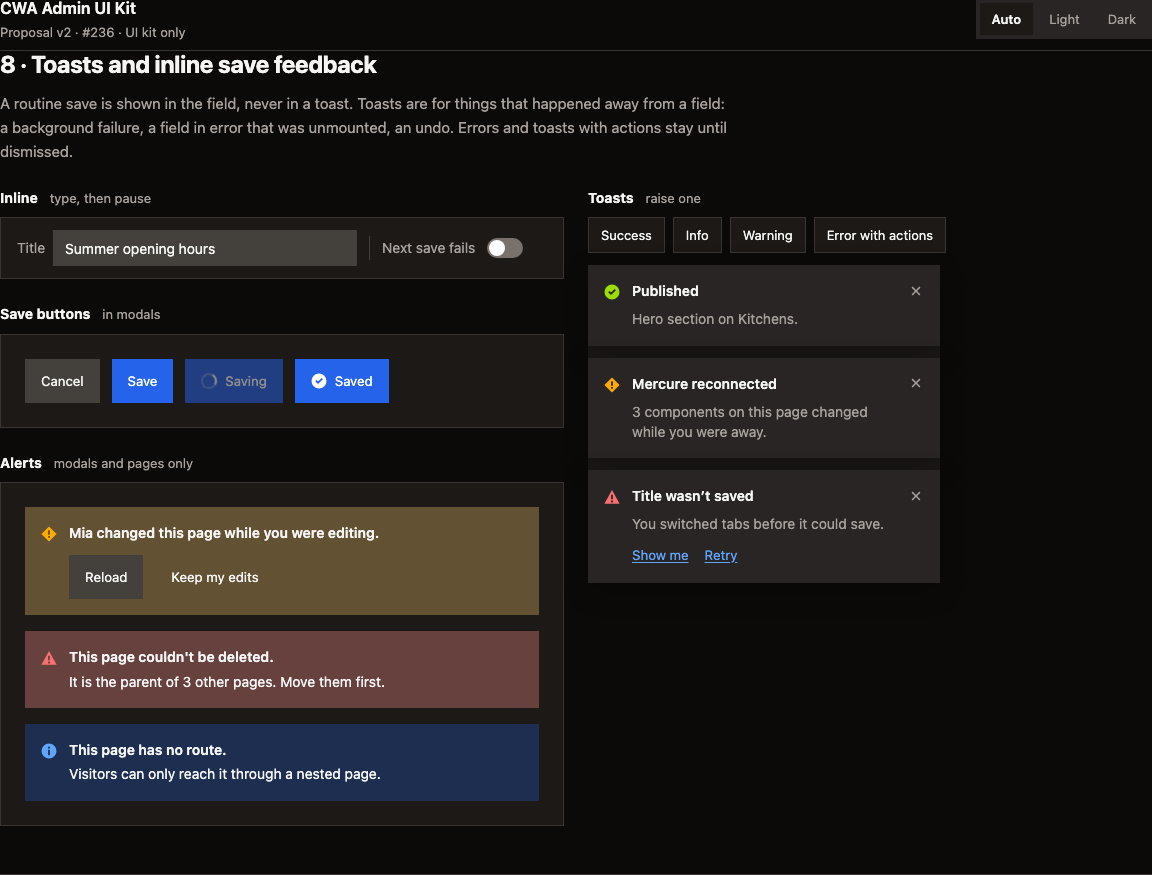 CWA Admin UI Kit
Proposal v2 · #236 · UI kit only
Auto Light Dark
8 · Toasts and inline save feedback
A routine save is shown in the field, never in a toast. Toasts are for things that happened away from a field:
a background failure, a field in error that was unmounted, an undo. Errors and toasts with actions stay until
dismissed.
Inline type, then pause
Title Summer opening hours Next save fails
Save buttons in modals
Cancel Save Saving Saved
Alerts modals and pages only
Mia changed this page while you were editing.
Reload Keep my edits
This page couldn't be deleted.
It is the parent of 3 other pages. Move them first.
This page has no route.
Visitors can only reach it through a nested page.
Toasts raise one
Success Info Warning Error with actions
Published
Hero section on Kitchens.
Mercure reconnected
3 components on this page changed
while you were away.
Title wasn’t saved
You switched tabs before it could save.
Show me Retry